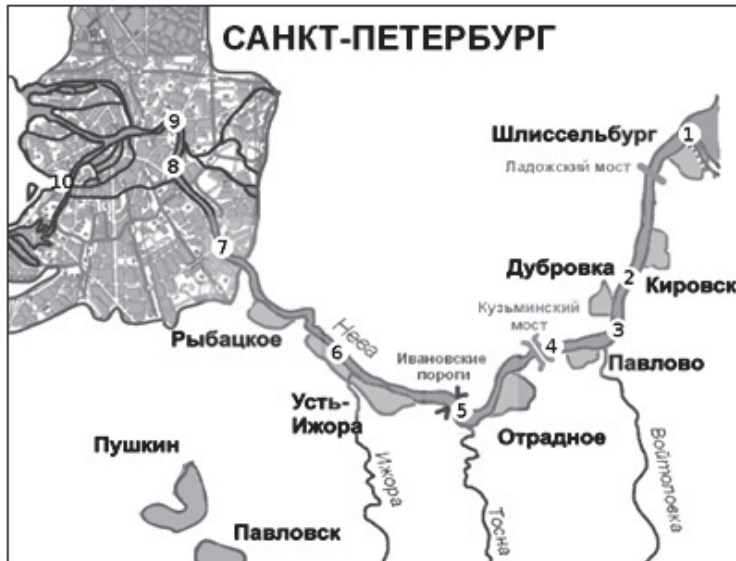 САНКТ-ПЕТЕРБУРГ
9
Шлиссельбург
1
Ладожский мост
8
10
7
Дубровка
2
Кировск
Кузьминский
мост
3
Рыбацкое
Нева
6
Ивановские
пороги
4
Павлово
5
Усть-
Ижора
Отрадное
Пушкин
Ижора
Тосна
Войтоловка
Павловск